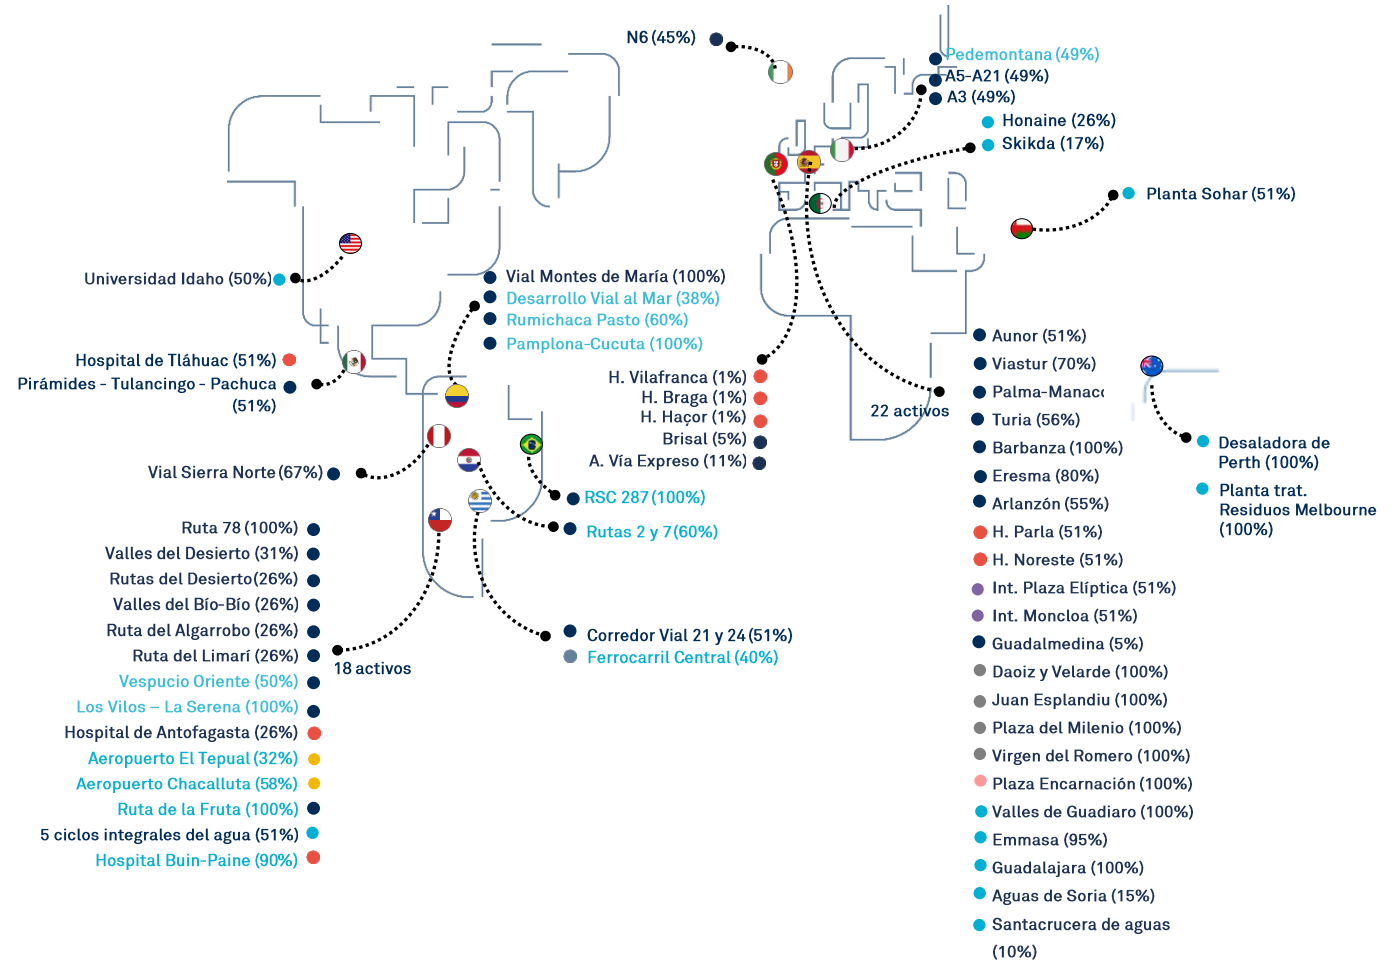 N6 (45%)
Pedemontana (49%)
A5-A21 (49%)
A3 (49%)
Honaine (26%)
Skikda (17%)
Planta Sohar (51%)
Universidad Idaho (50%)
Vial Montes de María (100%)
Desarrollo Vial al Mar (38%)
Rumichaca Pasto (60%)
Pamplona-Cucuta (100%)
Hospital de Tláhuac (51%)
Pirámides - Tulancingo - Pachuca
(51%)
H. Vilafranca (1%)
H. Braga (1%)
H. Haçor (1%)
Brisal (5%)
A. Vía Expreso (11%)
22 activos
Aunor (51%)
Viastur (70%)
Palma-Manacc
Turia (56%)
Barbanza (100%)
Eresma (80%)
Arlanzón (55%)
H. Parla (51%)
H. Noreste (51%)
Int. Plaza Elíptica (51%)
Int. Moncloa (51%)
Guadalmedina (5%)
Daoiz y Velarde (100%)
Juan Esplandiu (100%)
Plaza del Milenio (100%)
Virgen del Romero (100%)
Plaza Encarnación (100%)
Valles de Guadiaro (100%)
Emmasa (95%)
Guadalajara (100%)
Aguas de Soria (15%)
Santacrucera de aguas
(10%)
Desaladora de
Perth (100%)
Planta trat.
Residuos Melbourne
(100%)
Vial Sierra Norte (67%)
RSC 287 (100%)
Rutas 2 y 7 (60%)
Corredor Vial 21 y 24 (51%)
Ferrocarril Central (40%)
18 activos
Ruta 78 (100%)
Valles del Desierto (31%)
Rutas del Desierto (26%)
Valles del Bío-Bío (26%)
Ruta del Algarrobo (26%)
Ruta del Limarí (26%)
Vespucio Oriente (50%)
Los Vilos – La Serena (100%)
Hospital de Antofagasta (26%)
Aeropuerto El Tepual (32%)
Aeropuerto Chacalluta (58%)
Ruta de la Fruta (100%)
5 ciclos integrales del agua (51%)
Hospital Buin-Paine (90%)